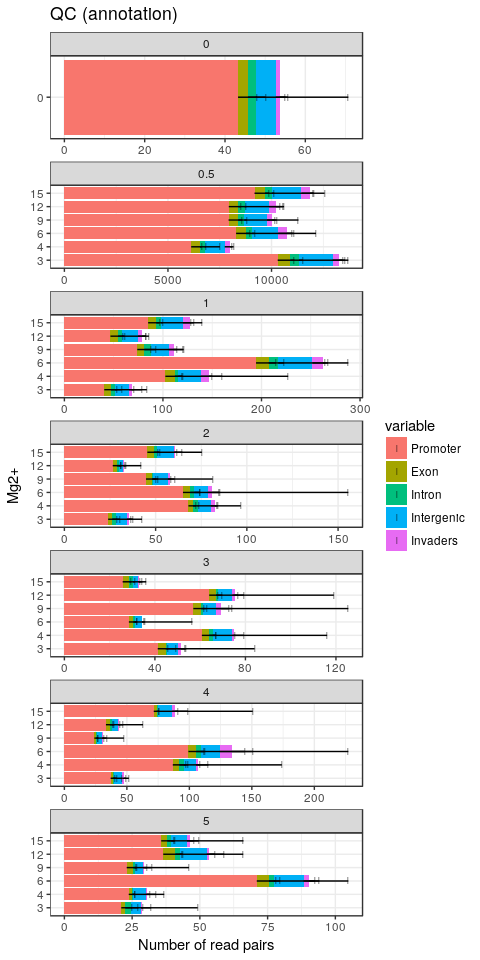 QC (annotation)
0
0
0 20 40 60
0.5
15
12
9
6
4
3
0 5000 10000
1
15
12
9
6
4
3
0 100 200 300
2
15
12
9
6
4
3
0 50 100 150
3
15
12
9
6
4
3
0 40 80 120
4
15
12
9
6
4
3
0 50 100 150 200
5
15
12
9
6
4
3
0 25 50 75 100
Number of read pairs
Mg2+
variable
Promoter
Exon
Intron
Intergenic
Invaders